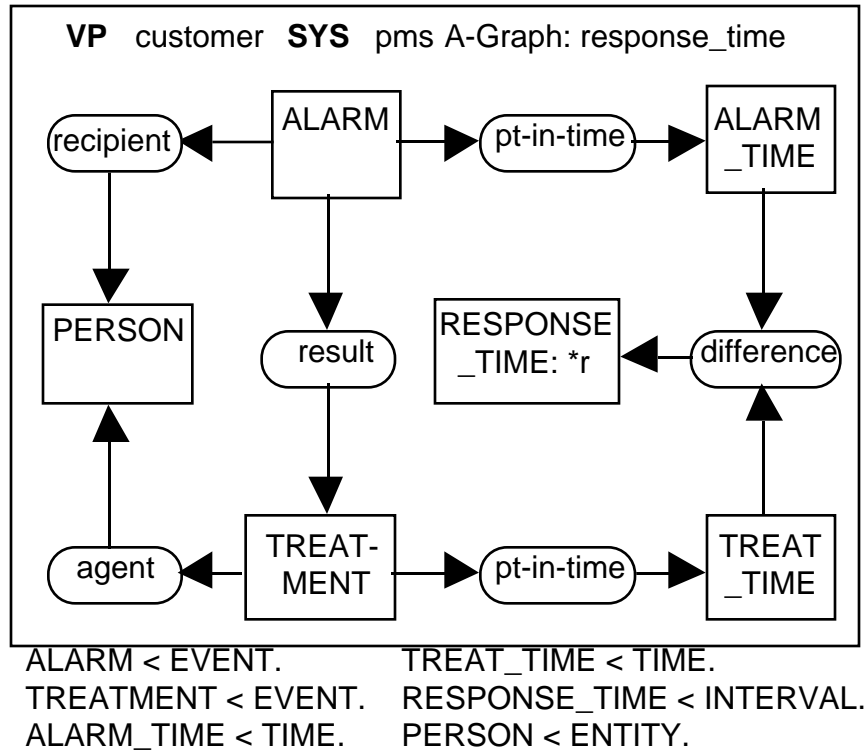 VP customer SYS pms A-Graph: response_time
recipient
ALARM
pt-in-time
ALARM
_TIME
PERSON
result
RESPONSE
_TIME: *r
difference
agent
TREAT-
MENT
pt-in-time
TREAT
_TIME
ALARM < EVENT. TREAT_TIME < TIME.
TREATMENT < EVENT. RESPONSE_TIME < INTERVAL.
ALARM_TIME < TIME. PERSON < ENTITY.